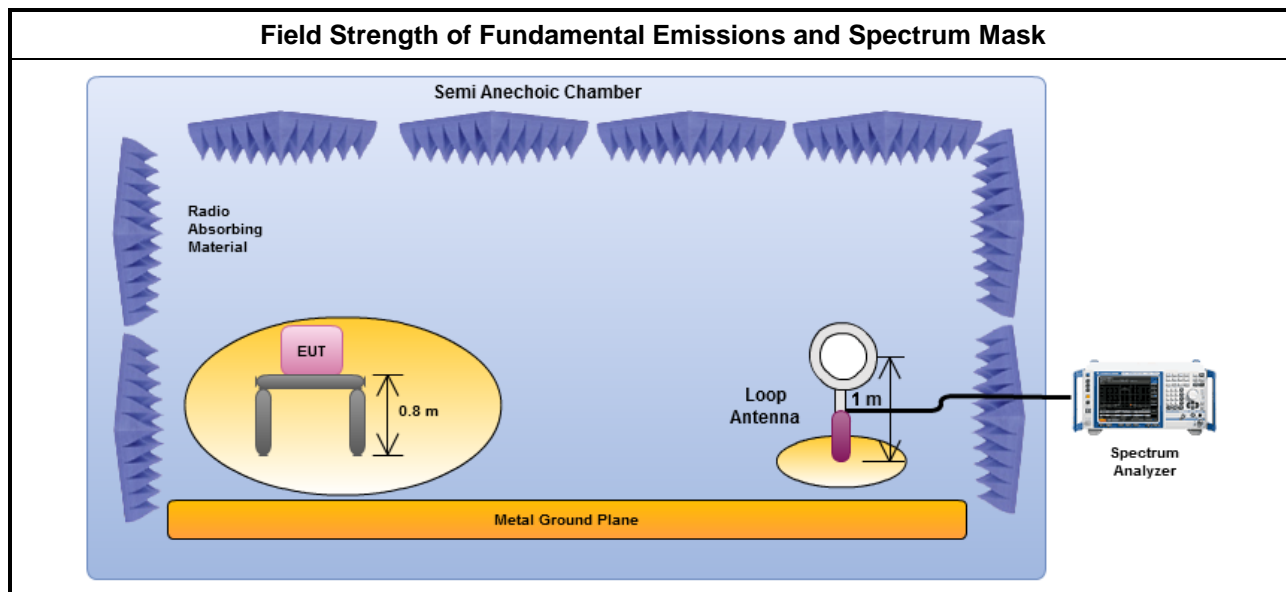 Field Strength of Fundamental Emissions and Spectrum Mask
Semi Anechoic Chamber
Radio
Absorbing
Material
EUT
0.8 m
Loop
Antenna
1 m
Spectrum
Analyzer
Metal Ground Plane